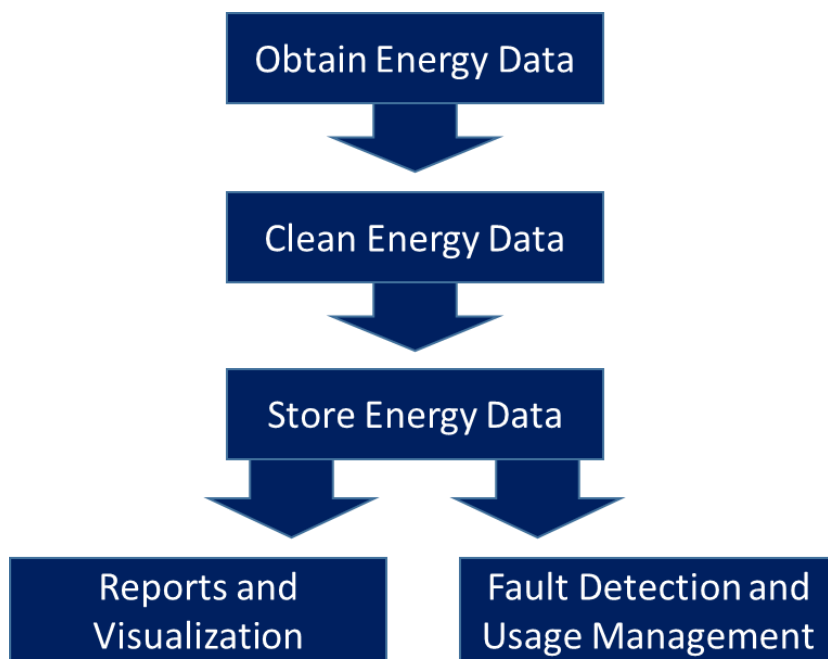 Obtain Energy Data
Clean Energy Data
Store Energy Data
Reports and
Visualization
Fault Detection and
Usage Management